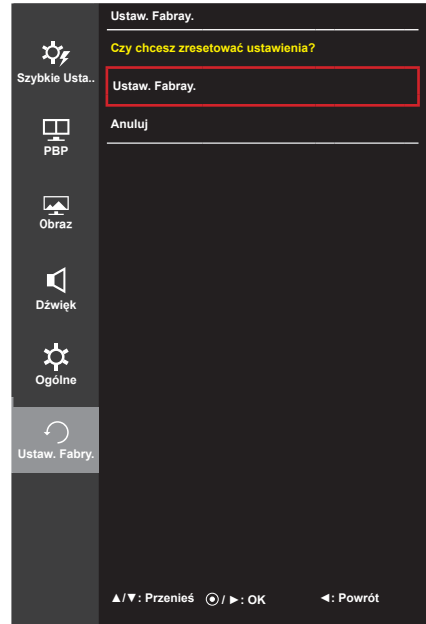 Ustaw. Fabray.
Czy chcesz zresetować ustawienia?
Ustaw. Fabray.
Anuluj
Szybkie Usta..
PBP
Obraz
Dźwięk
Ogólne
Ustaw. Fabry.
▲/▼: Przenieś ⦿ / ►: OK ◄: Powrót